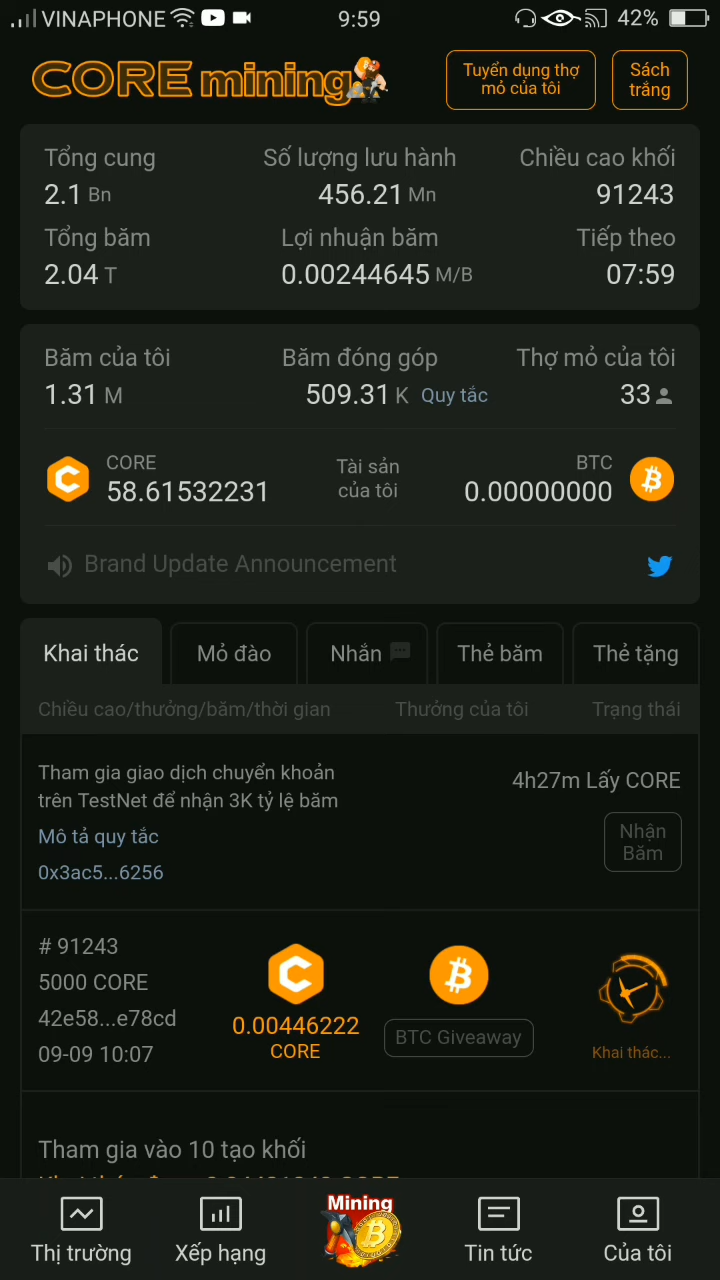 VINAPHONE 9:59 42%
CORE mining
Tuyển dụng thợ
mỏ của tôi
Sách
trắng
Tổng cung Số lượng lưu hành Chiều cao khối
2.1 Bn 456.21 Mn 91243
Tổng băm Lợi nhuận băm Tiếp theo
2.04 T 0.00244645 M/B 07:59
Băm của tôi Băm đóng góp Thợ mỏ của tôi
1.31 M 509.31 K Quy tắc 33
CORE
58.61532231
Tài sản
của tôi
BTC
0.00000000
Brand Update Announcement
Khai thác Mỏ đào Nhắn Thẻ băm Thẻ tặng
Chiều cao/thưởng/băm/thời gian Thưởng của tôi Trạng thái
Tham gia giao dịch chuyển khoản
trên TestNet để nhận 3K tỷ lệ băm
Mô tả quy tắc
0x3ac5...6256
4h27m Lấy CORE
Nhận
Băm
# 91243
5000 CORE
42e58...e78cd
09-09 10:07
0.00446222
CORE
BTC Giveaway
Khai thác...
Tham gia vào 10 tạo khối
Mining
Thị trường Xếp hạng Tin tức Của tôi